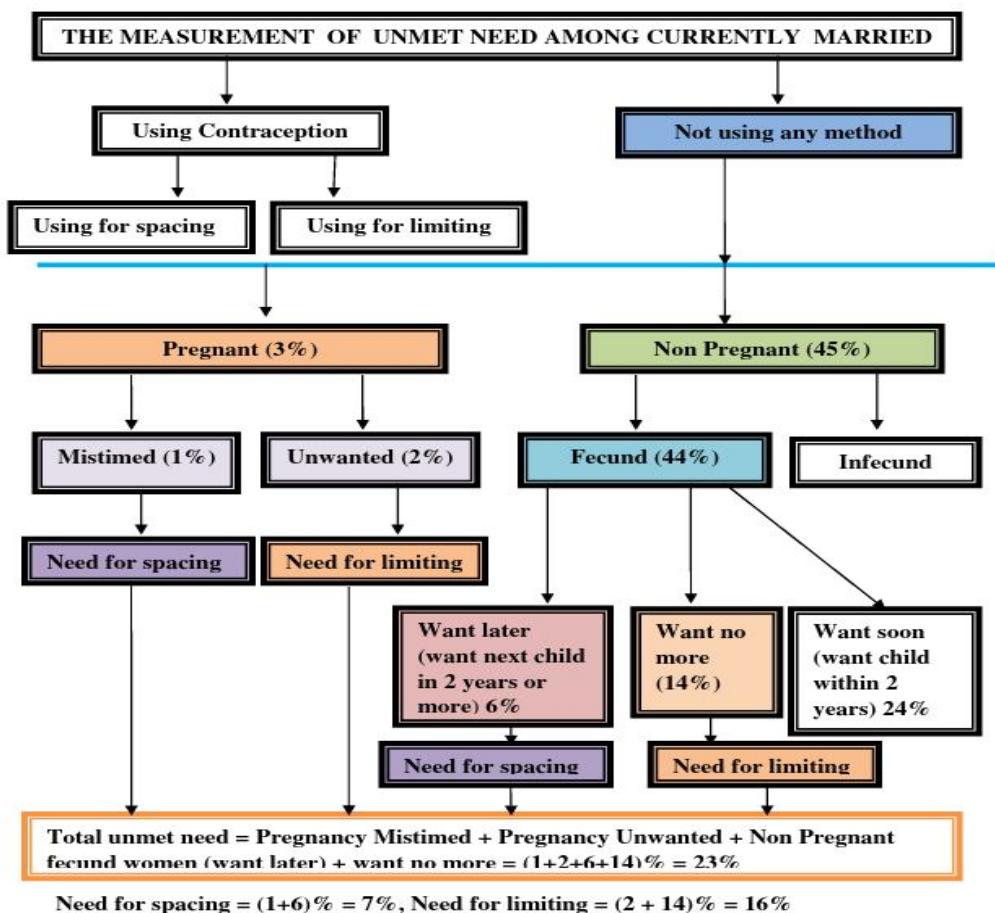 THE MEASUREMENT OF UNMET NEED AMONG CURRENTLY MARRIED
Using Contraception
Not using any method
Using for spacing
Using for limiting
Pregnant (3%)
Non Pregnant (45%)
Mistimed (1%)
Unwanted (2%)
Fecund (44%)
Infecund
Need for spacing
Need for limiting
Want later
(want next child
in 2 years or
more) 6%
Want no
more
(14%)
Want soon
(want child
within 2
years) 24%
Need for spacing
Need for limiting
Total unmet need = Pregnancy Mistimed + Pregnancy Unwanted + Non Pregnant
fecund women (want later) + want no more = (1+2+6+14)% = 23%
Need for spacing = (1+6)% = 7%, Need for limiting = (2 + 14)% = 16%